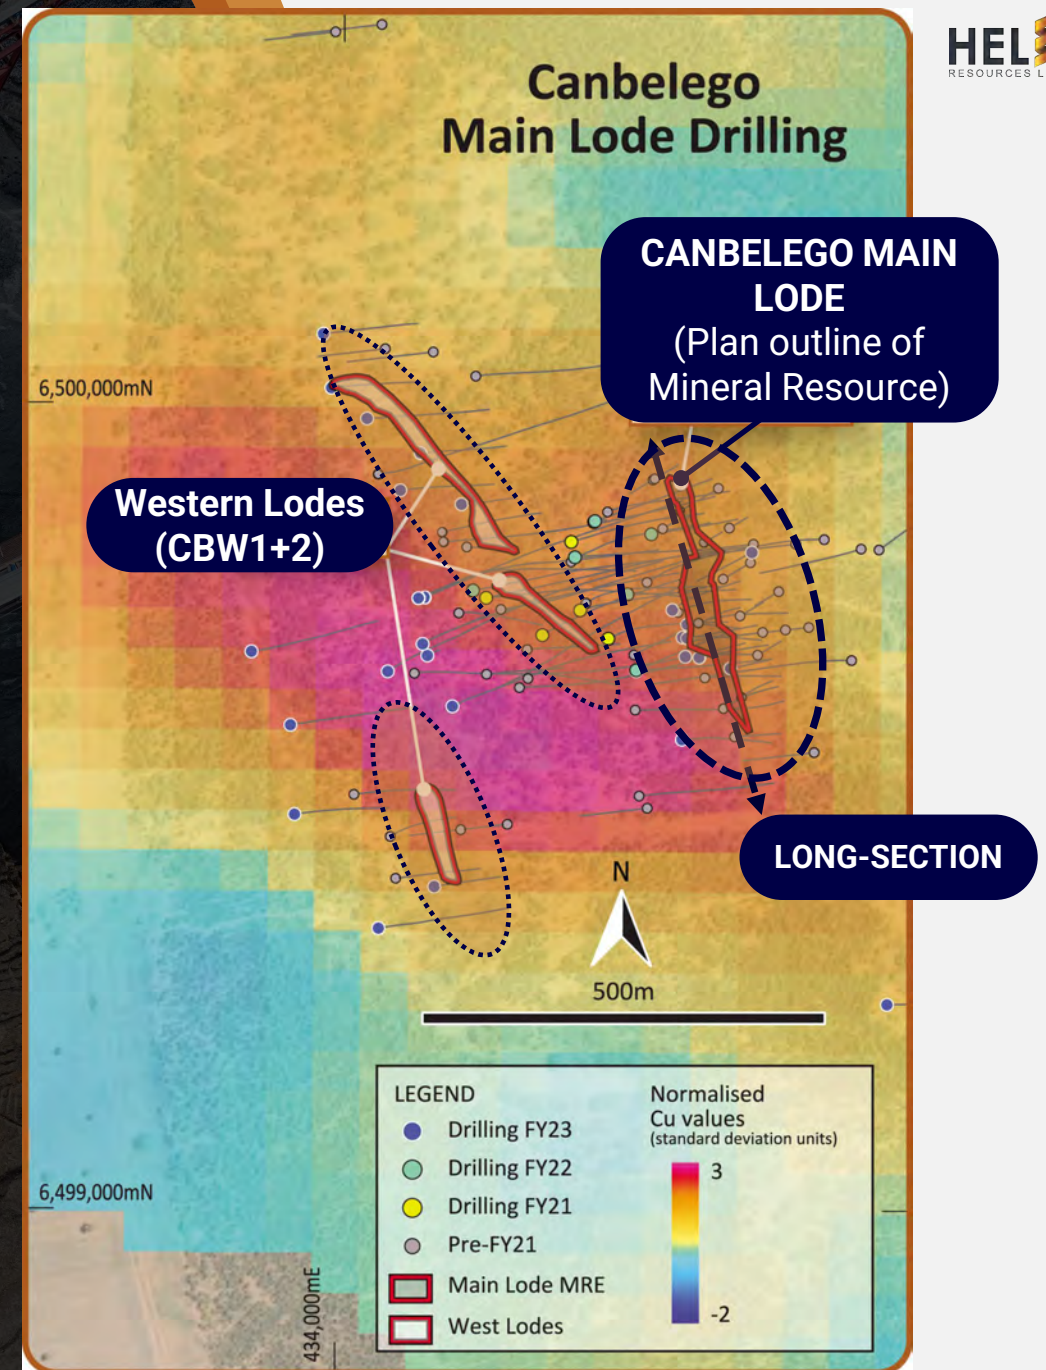 HEL
RESOURCES L
Canbelego
Main Lode Drilling
CANBELEGO MAIN
LODE
(Plan outline of
Mineral Resource)
6,500,000mN
Western Lodes
(CBW1+2)
LONG-SECTION
N
500m
LEGEND
Drilling FY23
Drilling FY22
Drilling FY21
Pre-FY21
Main Lode MRE
West Lodes
Normalised
Cu values
(standard deviation units)
3
-2
6,499,000mN
434,000mE